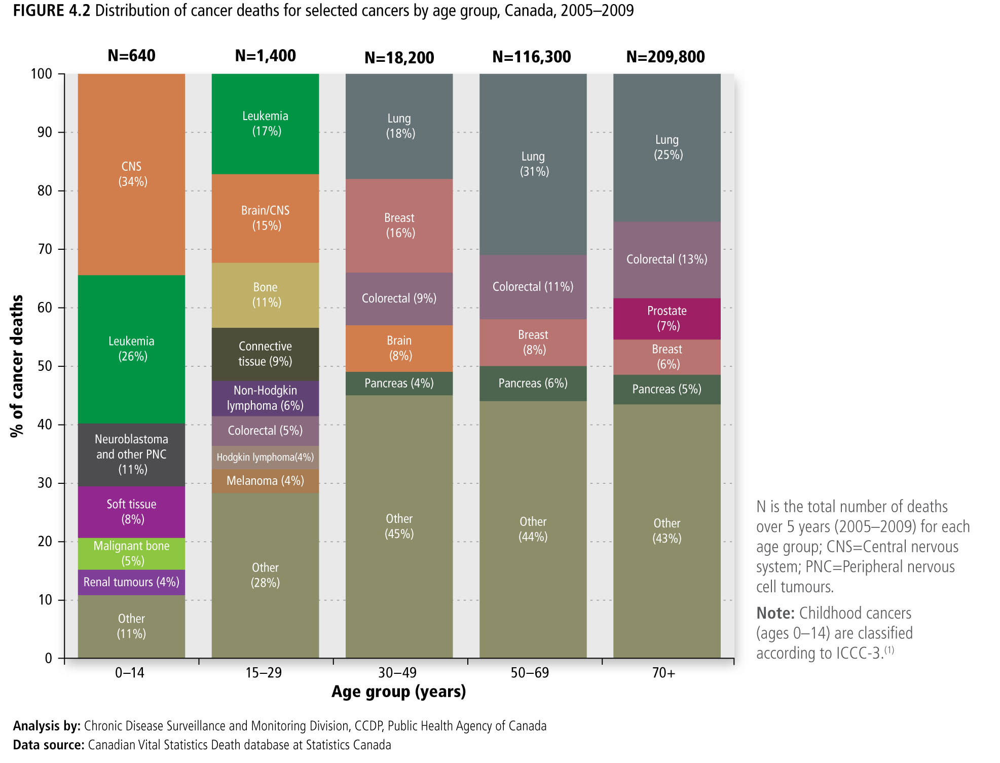 FIGURE 4.2 Distribution of cancer deaths for selected cancers by age group, Canada, 2005–2009
N=640
N=1,400
N=18,200
N=116,300
N=209,800
% of cancer deaths
100
90
80
70
60
50
40
30
20
10
0
CNS
(34%)
Leukemia
(26%)
Neuroblastoma
and other PNC
(11%)
Soft tissue
(8%)
Malignant bone
(5%)
Renal tumours (4%)
Other
(11%)
Leukemia
(17%)
Brain/CNS
(15%)
Bone
(11%)
Connective
tissue (9%)
Non-Hodgkin
lymphoma (6%)
Colorectal (5%)
Hodgkin lymphoma(4%)
Melanoma (4%)
Other
(28%)
Lung
(18%)
Breast
(16%)
Colorectal (9%)
Brain
(8%)
Pancreas (4%)
Other
(45%)
Lung
(31%)
Colorectal (11%)
Breast
(8%)
Pancreas (6%)
Other
(44%)
Lung
(25%)
Colorectal (13%)
Prostate
(7%)
Breast
(6%)
Pancreas (5%)
Other
(43%)
0–14
15–29
30–49
50–69
70+
Age group (years)
N is the total number of deaths
over 5 years (2005–2009) for each
age group; CNS=Central nervous
system; PNC=Peripheral nervous
cell tumours.
Note: Childhood cancers
(ages 0–14) are classified
according to ICCC-3.(1)
Analysis by: Chronic Disease Surveillance and Monitoring Division, CCDP, Public Health Agency of Canada
Data source: Canadian Vital Statistics Death database at Statistics Canada